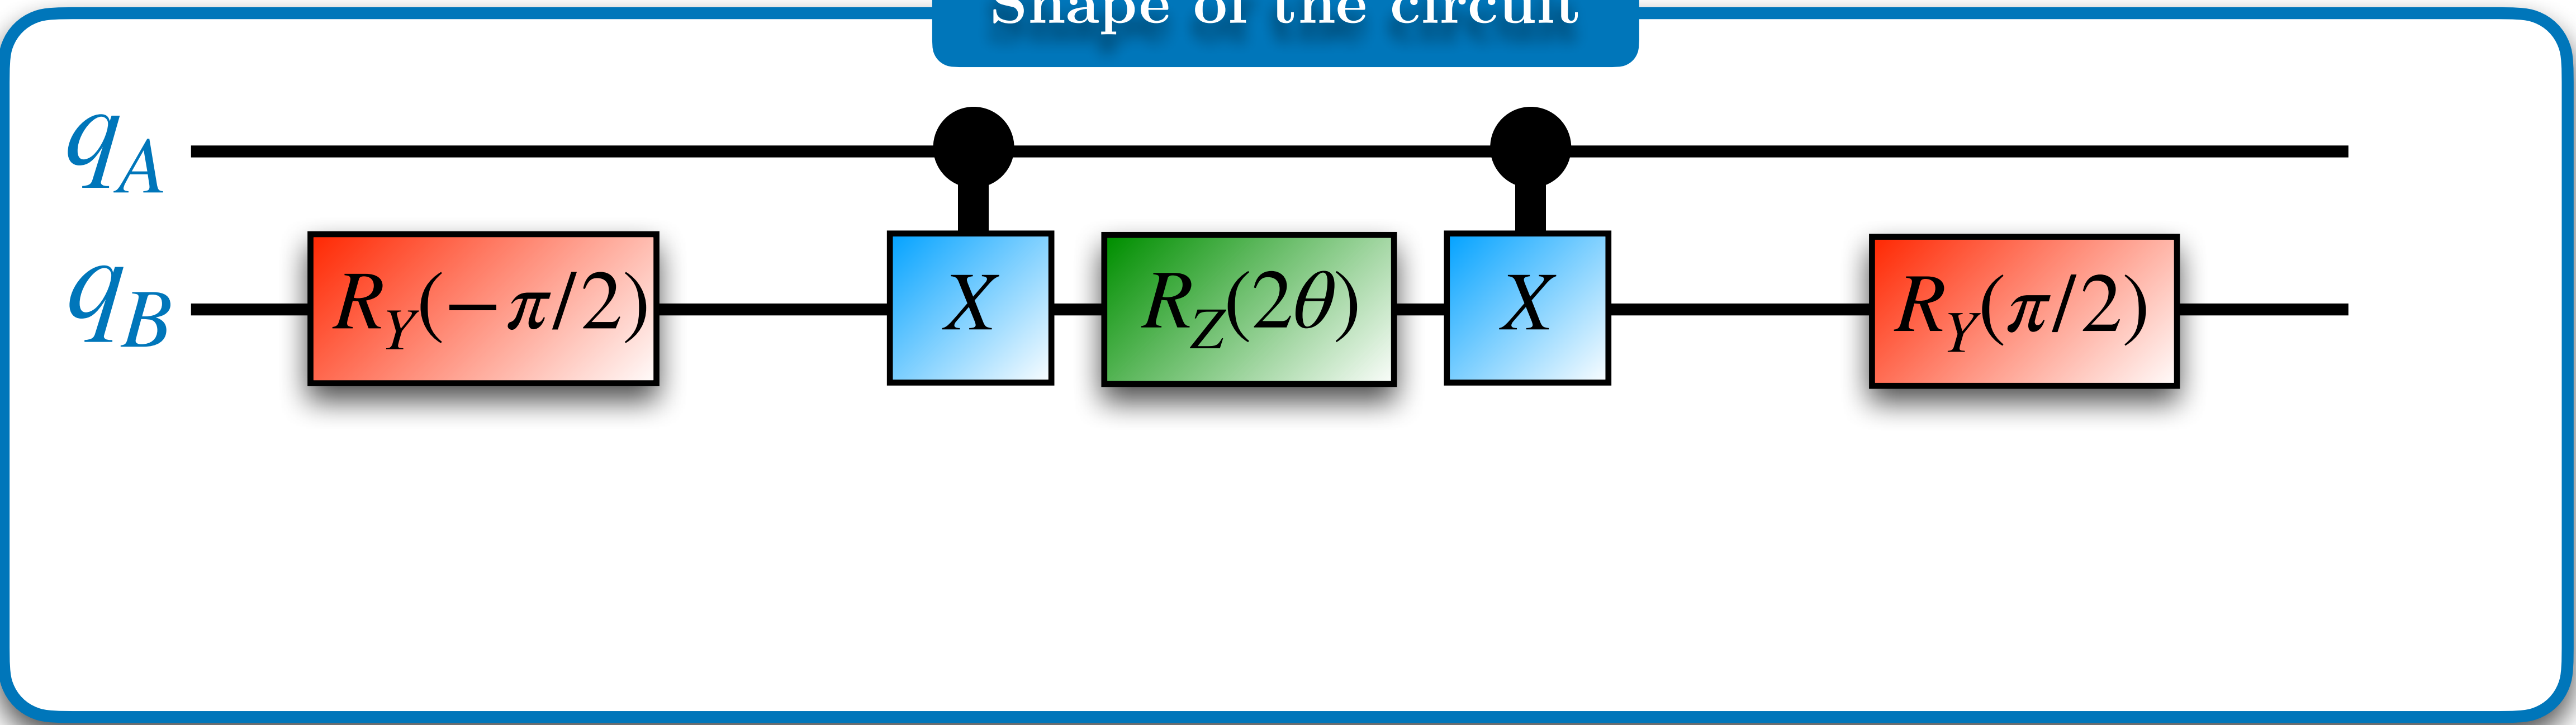 Shape of the circuit
q_A
R_Y(−π/2) X R_Z(2θ) X R_Y(π/2)
q_B